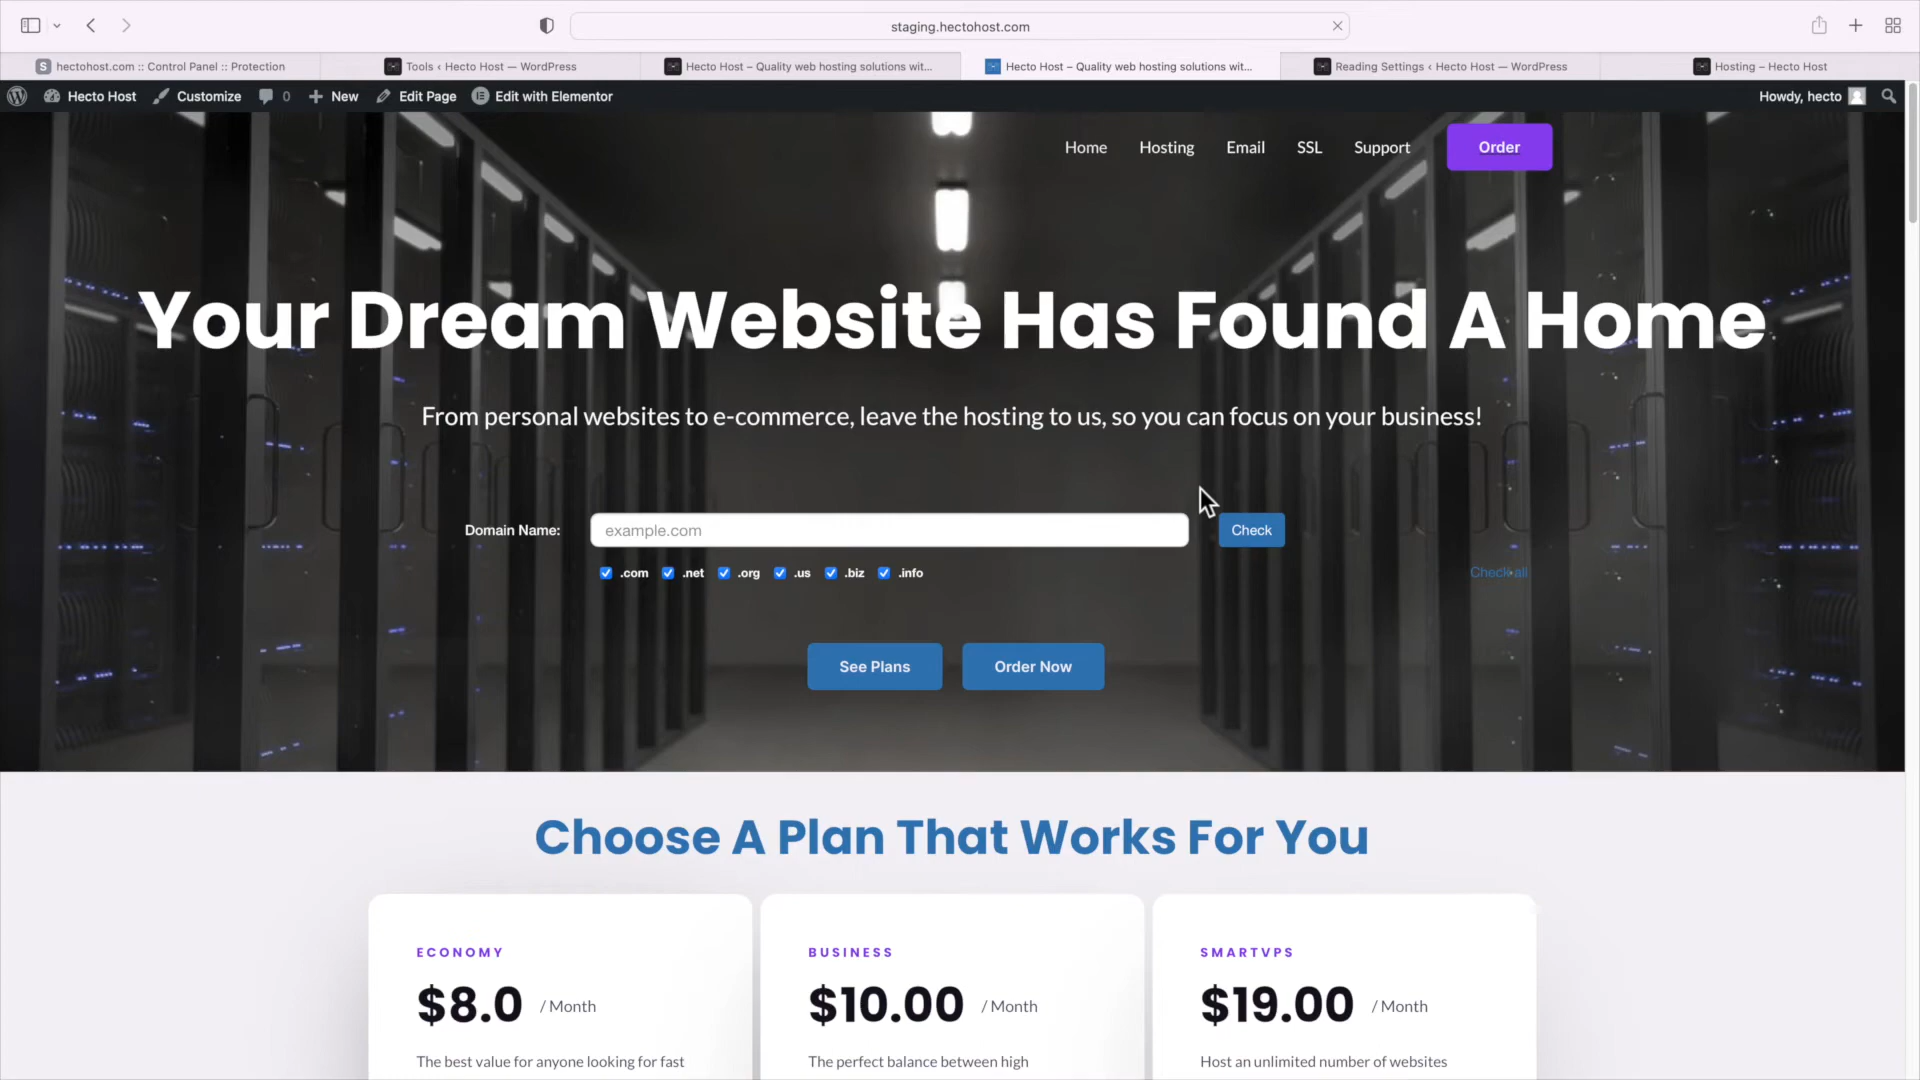 staging.hectohost.com
S hectohost.com :: Control Panel :: Protection
Tools ‹ Hecto Host — WordPress
Hecto Host – Quality web hosting solutions wit...
Hecto Host – Quality web hosting solutions wit...
Reading Settings ‹ Hecto Host — WordPress
Hosting – Hecto Host
Hecto Host Customize 0 New Edit Page Edit with Elementor Howdy, hecto
Home Hosting Email SSL Support Order
Your Dream Website Has Found A Home
From personal websites to e-commerce, leave the hosting to us, so you can focus on your business!
Domain Name: example.com Check
.com .net .org .us .biz .info Check all
See Plans Order Now
Choose A Plan That Works For You
ECONOMY
$8.0 / Month
The best value for anyone looking for fast
BUSINESS
$10.00 / Month
The perfect balance between high
SMARTVPS
$19.00 / Month
Host an unlimited number of websites